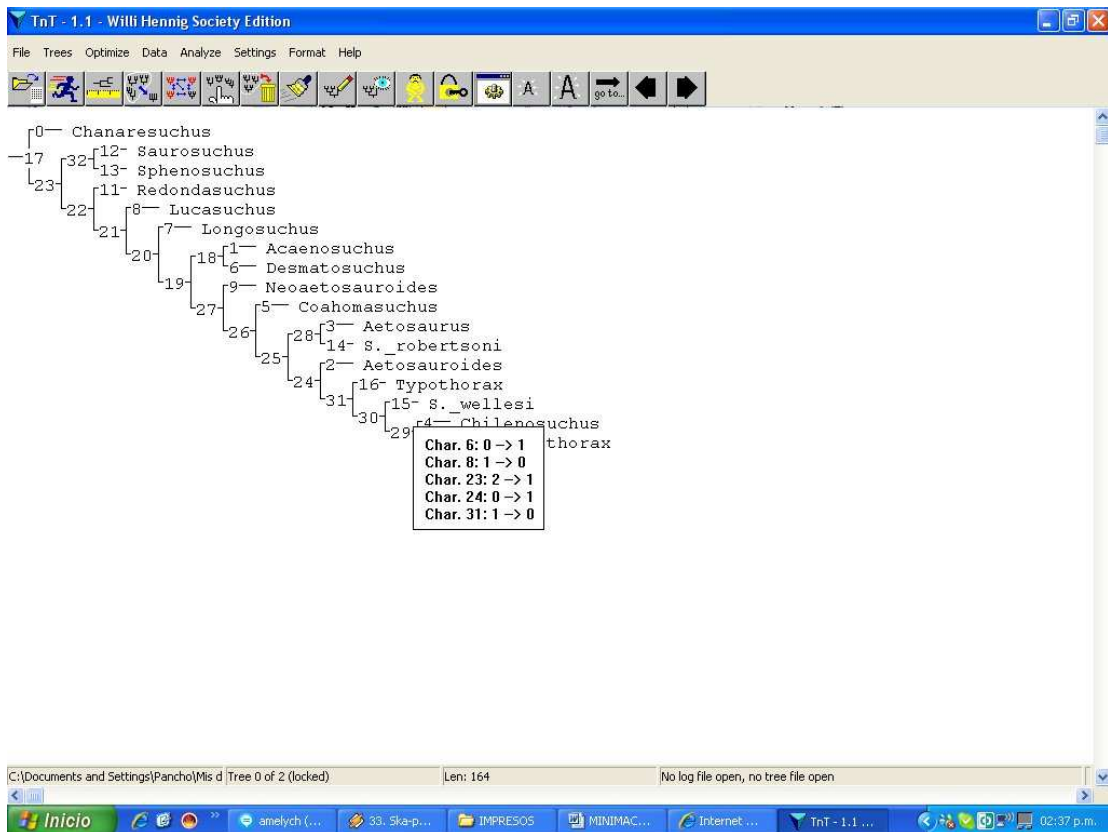 TnT - 1.1 - Willi Hennig Society Edition
File Trees Optimize Data Analyze Settings Format Help
A A go to...
0 Chanaresuchus
17 32 12 Saurosuchus
13 Sphenosuchus
23 11 Redondasuchus
22 8 Lucasuchus
21 7 Longosuchus
20 18 1 Acaenosuchus
6 Desmatosuchus
19 9 Neoaetosauroides
27 5 Coahomasuchus
26 28 3 Aetosaurus
25 14 S._robertsoni
24 2 Aetosauroides
31 16 Typothorax
30 15 S._wellesi
29 4 Chilenosuchus
thorax
Char. 6: 0 --> 1
Char. 8: 1 --> 0
Char. 23: 2 --> 1
Char. 24: 0 --> 1
Char. 31: 1 --> 0
C:\Documents and Settings\Pancho\Mis d Tree 0 of 2 (locked) Len: 164 No log file open, no tree file open
Inicio » amelych (... 33. Ska-p... IMPRESOS MINIMAC... Internet ... TnT - 1.1 ... 02:37 p.m.